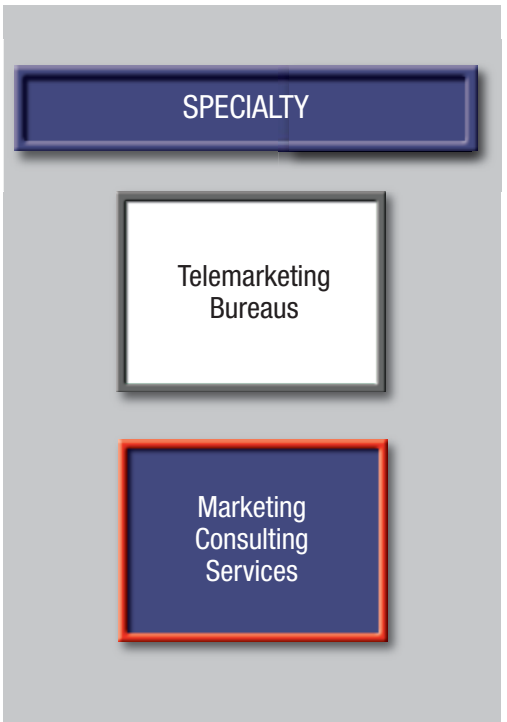 SPECIALTY
Telemarketing
Bureaus
Marketing
Consulting
Services